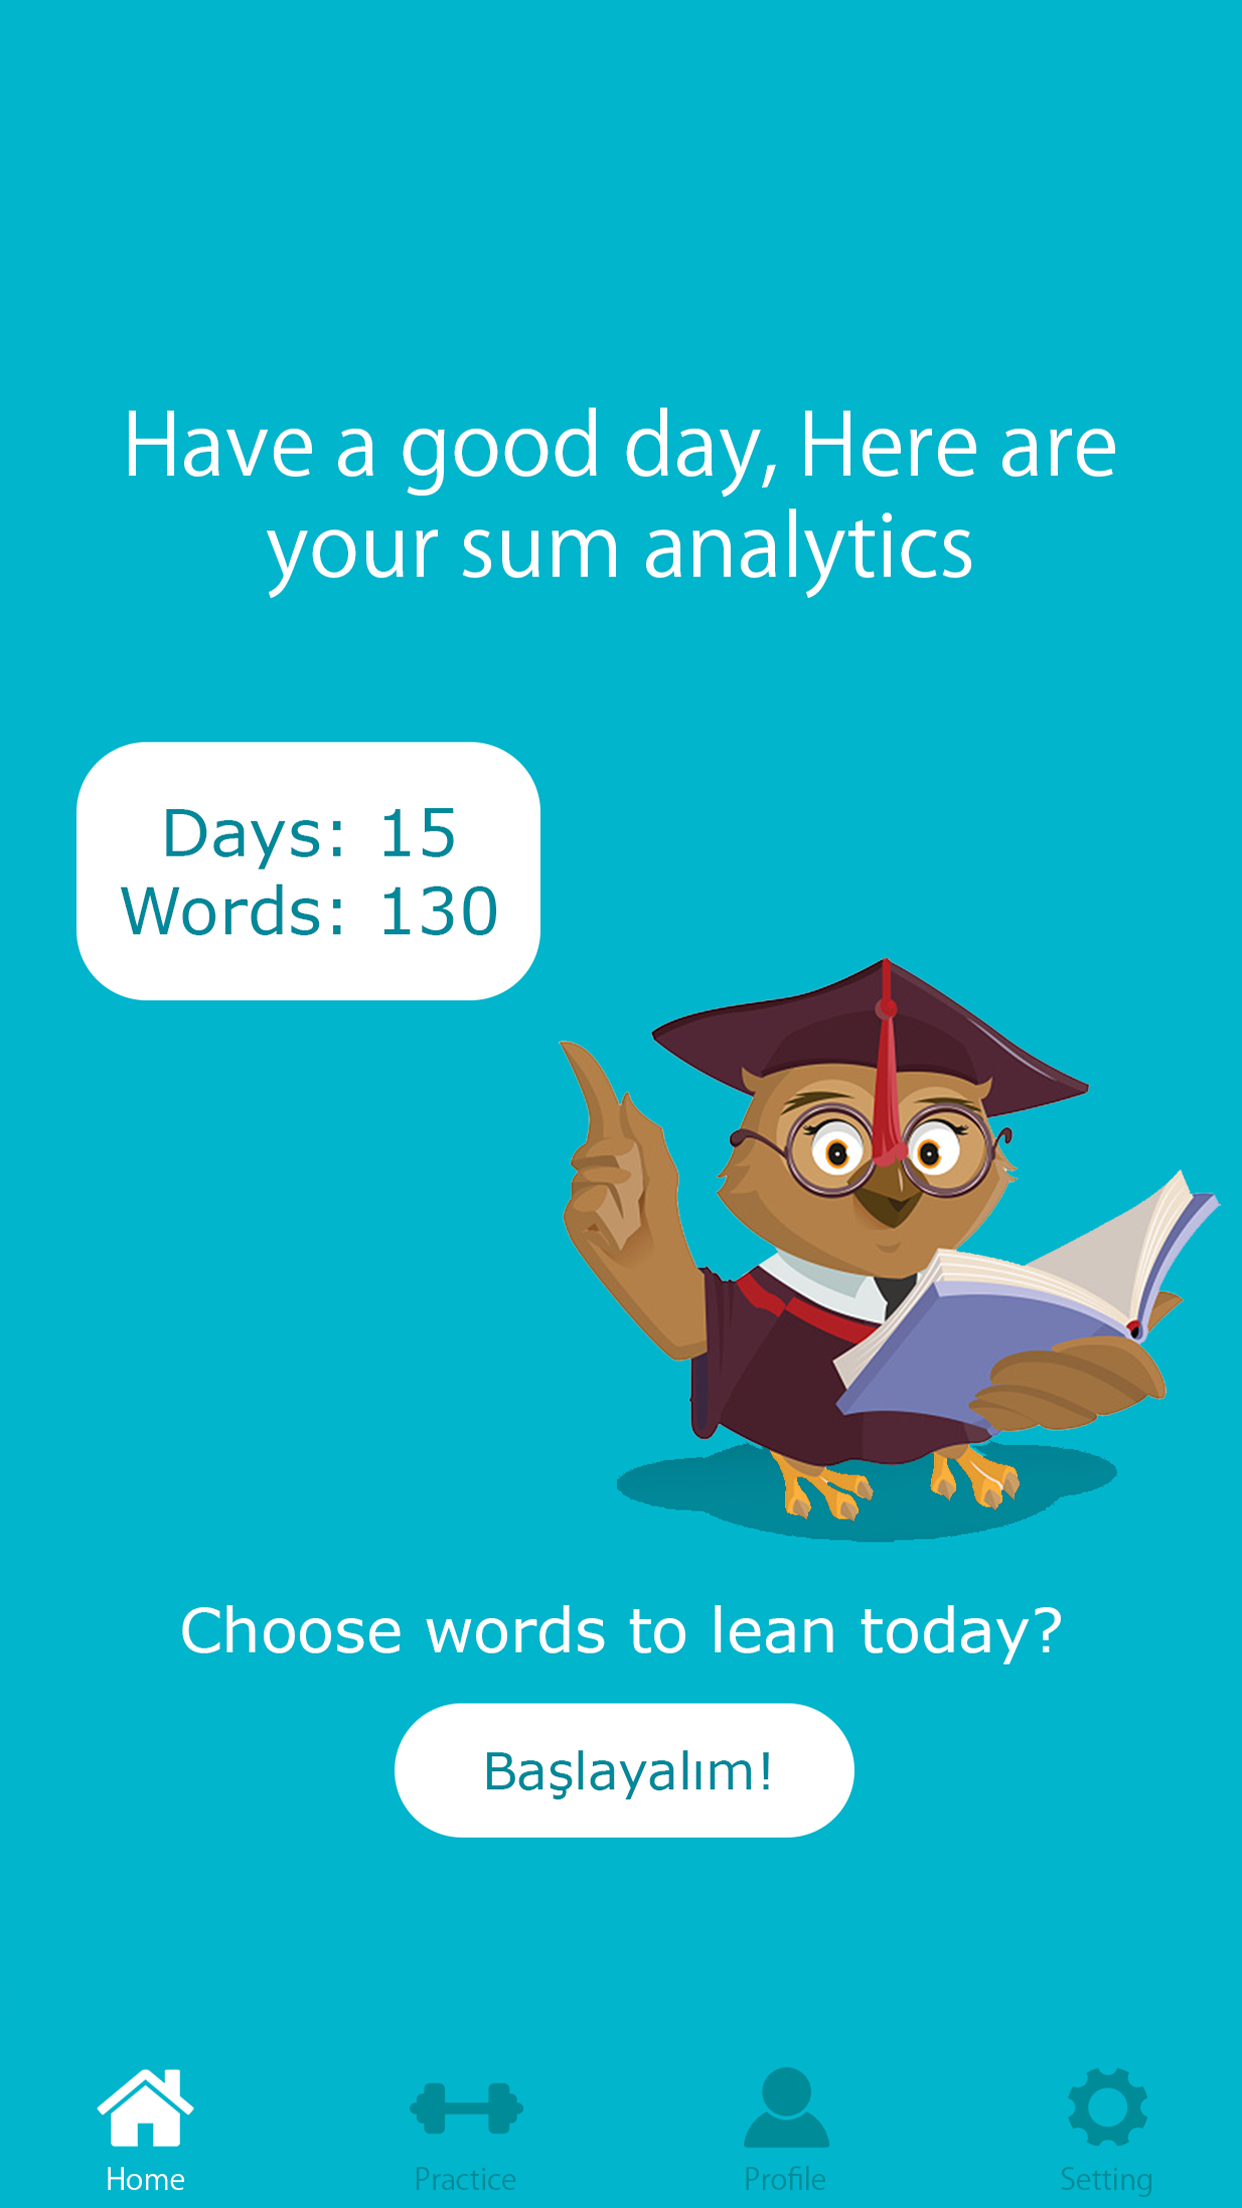 Have a good day, Here are
your sum analytics
Days: 15
Words: 130
Choose words to lean today?
Başlayalım!
Home
Practice
Profile
Setting